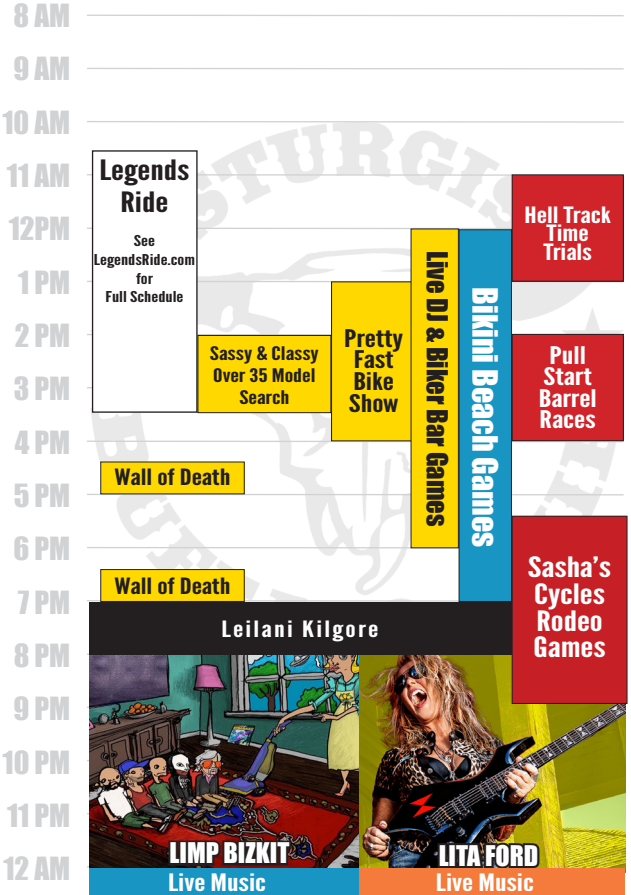 8 AM
9 AM
10 AM
11 AM
12PM
1 PM
2 PM
3 PM
4 PM
5 PM
6 PM
7 PM
8 PM
9 PM
10 PM
11 PM
12 AM
STURGIS
Legends
Ride
See
LegendsRide.com
for
Full Schedule
Sassy & Classy
Over 35 Model
Search
Pretty
Fast
Bike
Show
Live DJ & Biker Bar Games
Bikini Beach Games
Hell Track
Time
Trials
Pull
Start
Barrel
Races
Wall of Death
Wall of Death
Sasha's
Cycles
Rodeo
Games
Leilani Kilgore
LIMP BIZKIT
Live Music
LITA FORD
Live Music